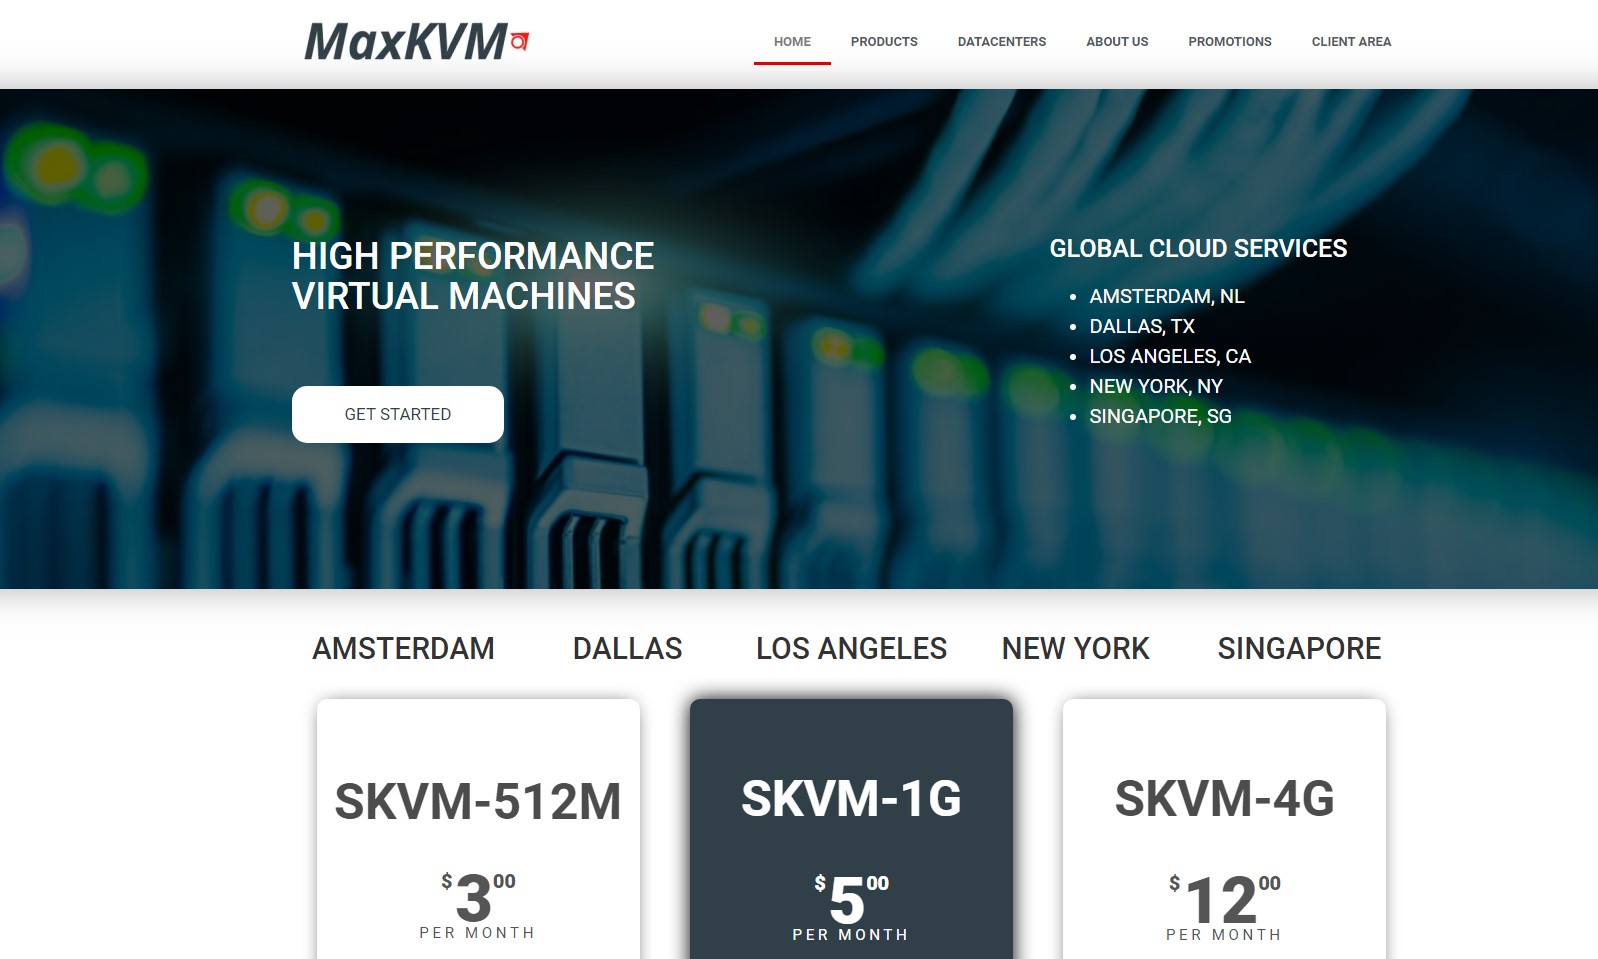 MaxKVM
HOME PRODUCTS DATACENTERS ABOUT US PROMOTIONS CLIENT AREA
HIGH PERFORMANCE
VIRTUAL MACHINES
GET STARTED
GLOBAL CLOUD SERVICES
• AMSTERDAM, NL
• DALLAS, TX
• LOS ANGELES, CA
• NEW YORK, NY
• SINGAPORE, SG
AMSTERDAM DALLAS LOS ANGELES NEW YORK SINGAPORE
SKVM-512M
$3 00
PER MONTH
SKVM-1G
$5 00
PER MONTH
SKVM-4G
$12 00
PER MONTH